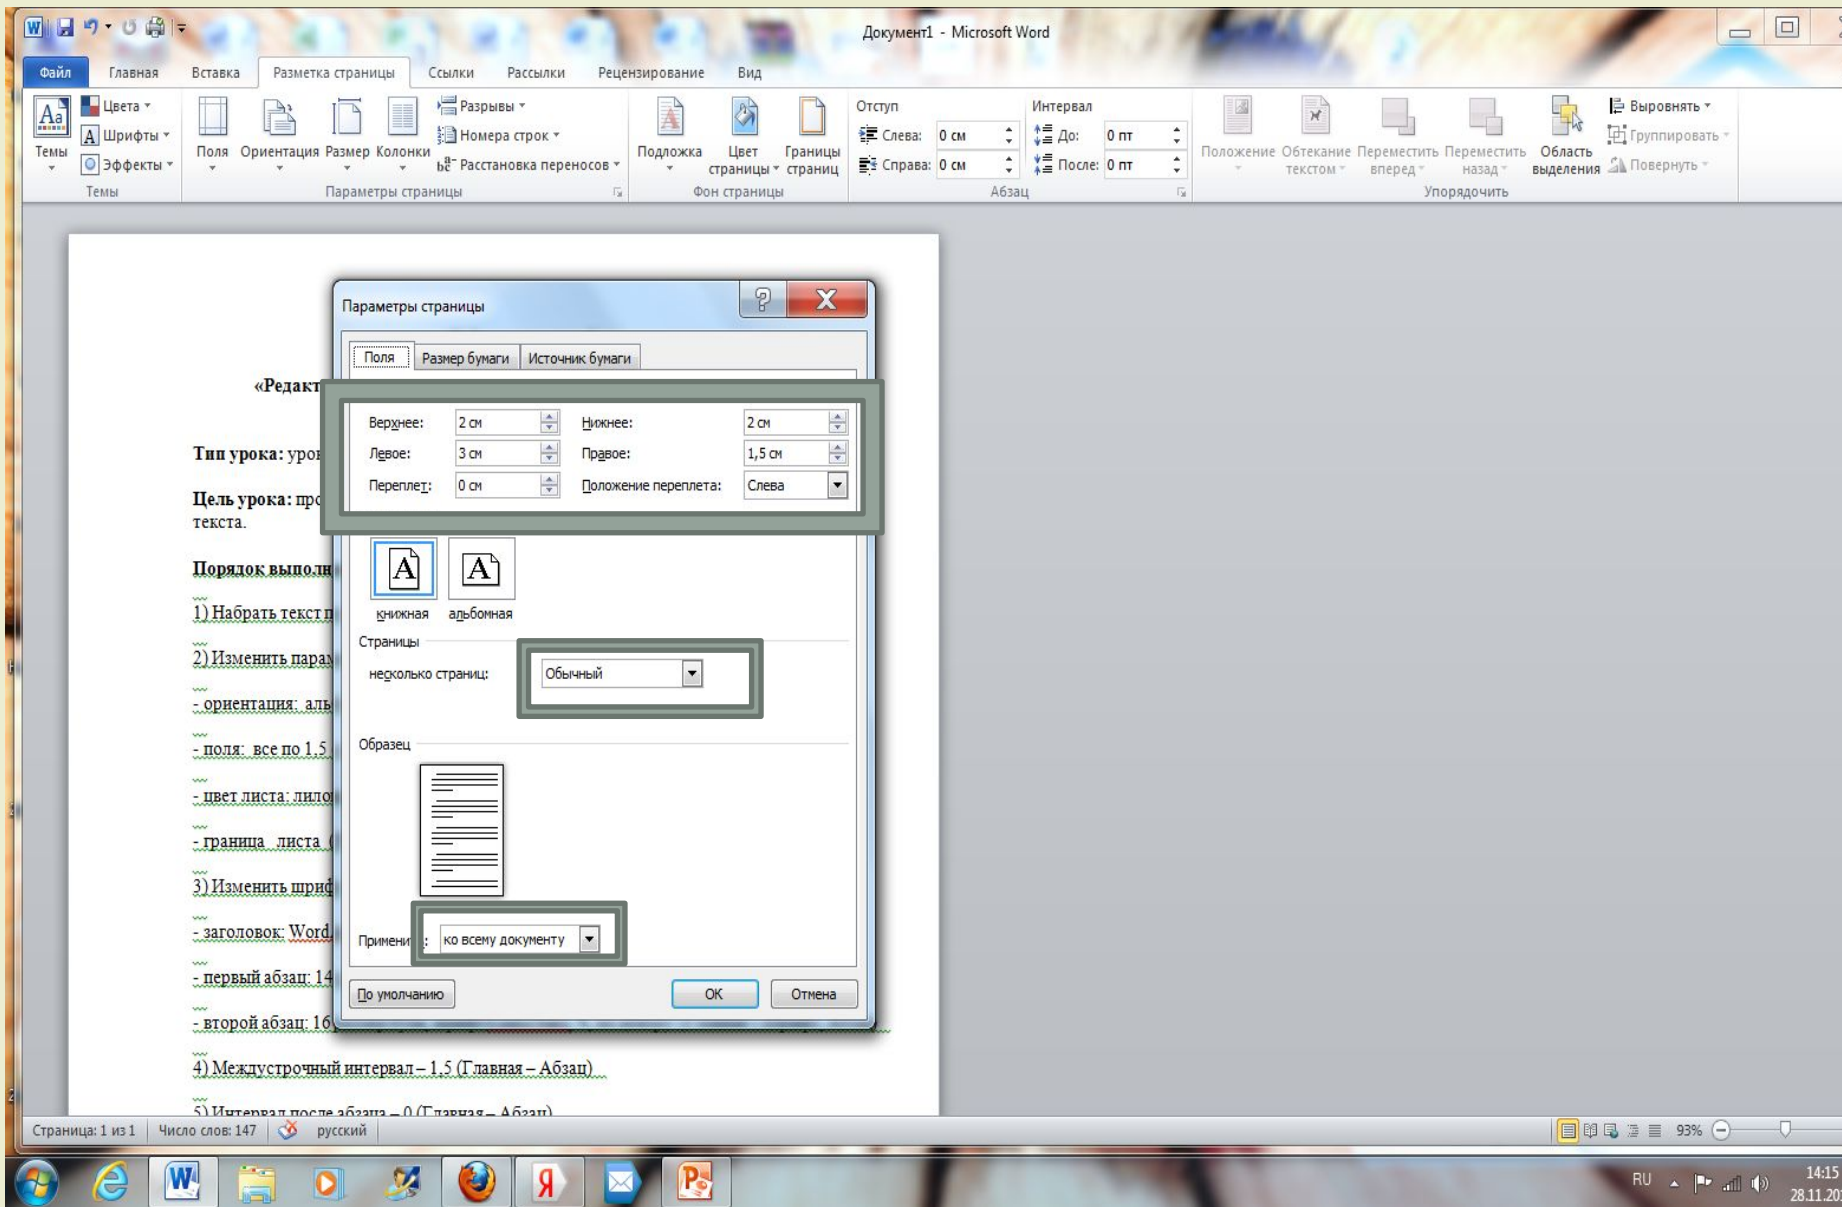 Документ1 - Microsoft Word
Файл Главная Вставка Разметка страницы Ссылки Рассылки Рецензирование Вид
Темы
Цвета
Шрифты
Эффекты
Темы
Поля Ориентация Размер Колонки
Разрывы
Номера строк
Расстановка переносов
Параметры страницы
Подложка
Цвет страницы
Границы страниц
Фон страницы
Отступ
Слева: 0 см
Справа: 0 см
Интервал
До: 0 пт
После: 0 пт
Абзац
Положение
Обтекание текстом
Переместить вперед
Переместить назад
Область выделения
Выровнять
Группировать
Повернуть
Упорядочить
Параметры страницы
Поля Размер бумаги Источник бумаги
Верхнее: 2 см Нижнее: 2 см
Левое: 3 см Правое: 1,5 см
Переплет: 0 см Положение переплета: Слева
книжная альбомная
Страницы
несколько страниц: Обычный
Образец
ко всему документу
По умолчанию ОК Отмена
Тип урока:
Цель урока:
текста.
Порядок
1) Набрать текст
2) Изменить
- ориентация:
- поля: все по 1,5
- цвет листа:
- граница листа
3) Изменить
- заголовок: Word
- первый абзац: 14
- второй абзац: 16
4) Междустрочный интервал – 1,5 (Главная – Абзац)
5) Интервал после абзаца – 0 (Главная – Абзац)
Страница: 1 из 1 Число слов: 147 русский 93%
RU 14:15
28.11.20